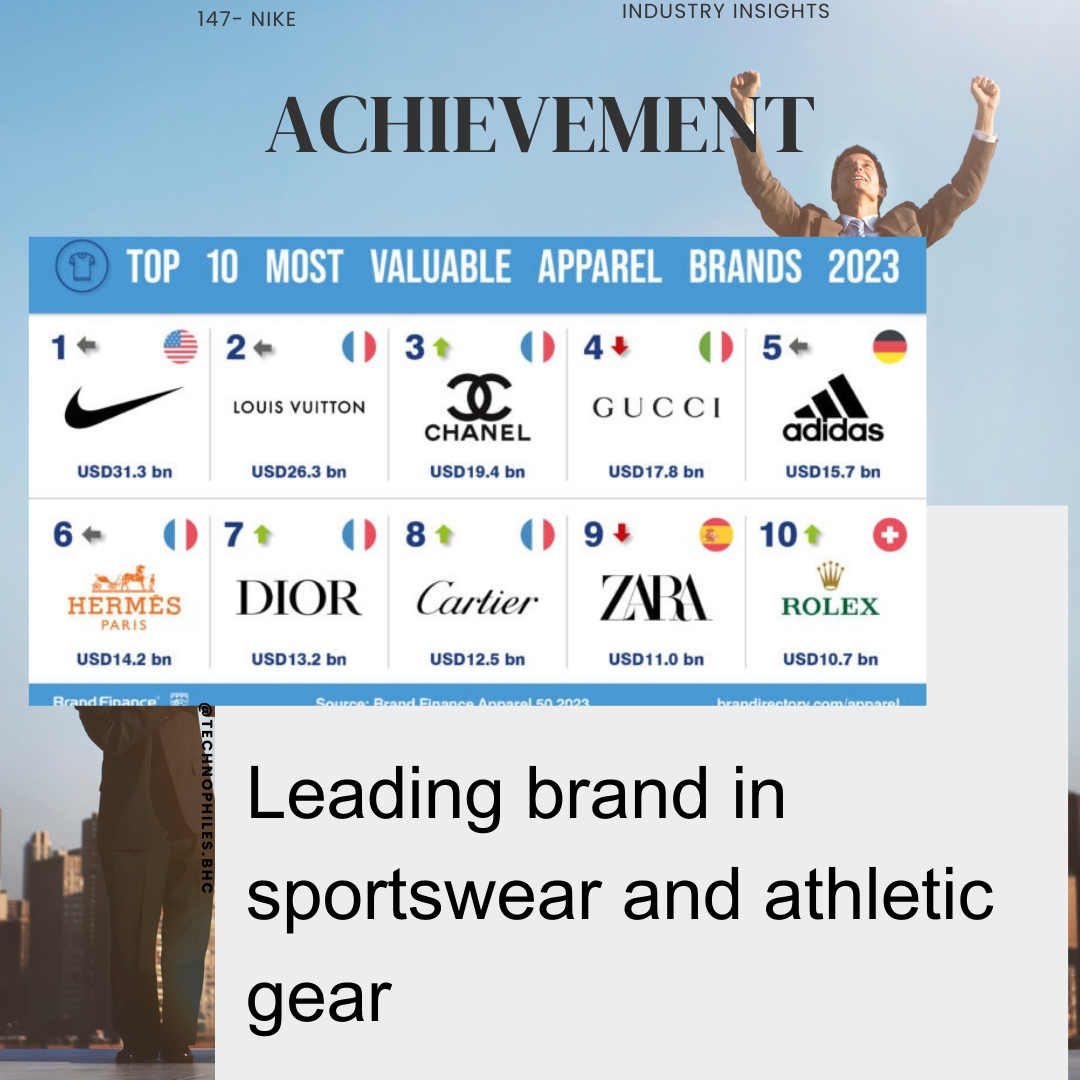 147- NIKE
INDUSTRY INSIGHTS
ACHIEVEMENT
TOP 10 MOST VALUABLE APPAREL BRANDS 2023
1
USD31.3 bn
2
LOUIS VUITTON
USD26.3 bn
3
CHANEL
USD19.4 bn
4
GUCCI
USD17.8 bn
5
adidas
USD15.7 bn
6
HERMÈS
PARIS
USD14.2 bn
7
DIOR
USD13.2 bn
8
Cartier
USD12.5 bn
9
ZARA
USD11.0 bn
10
ROLEX
USD10.7 bn
Brand Finance®
Source: Brand Finance Apparel 50 2023
brandirectory.com/apparel
@TECHNOPHILES.BHC
Leading brand in
sportswear and athletic
gear